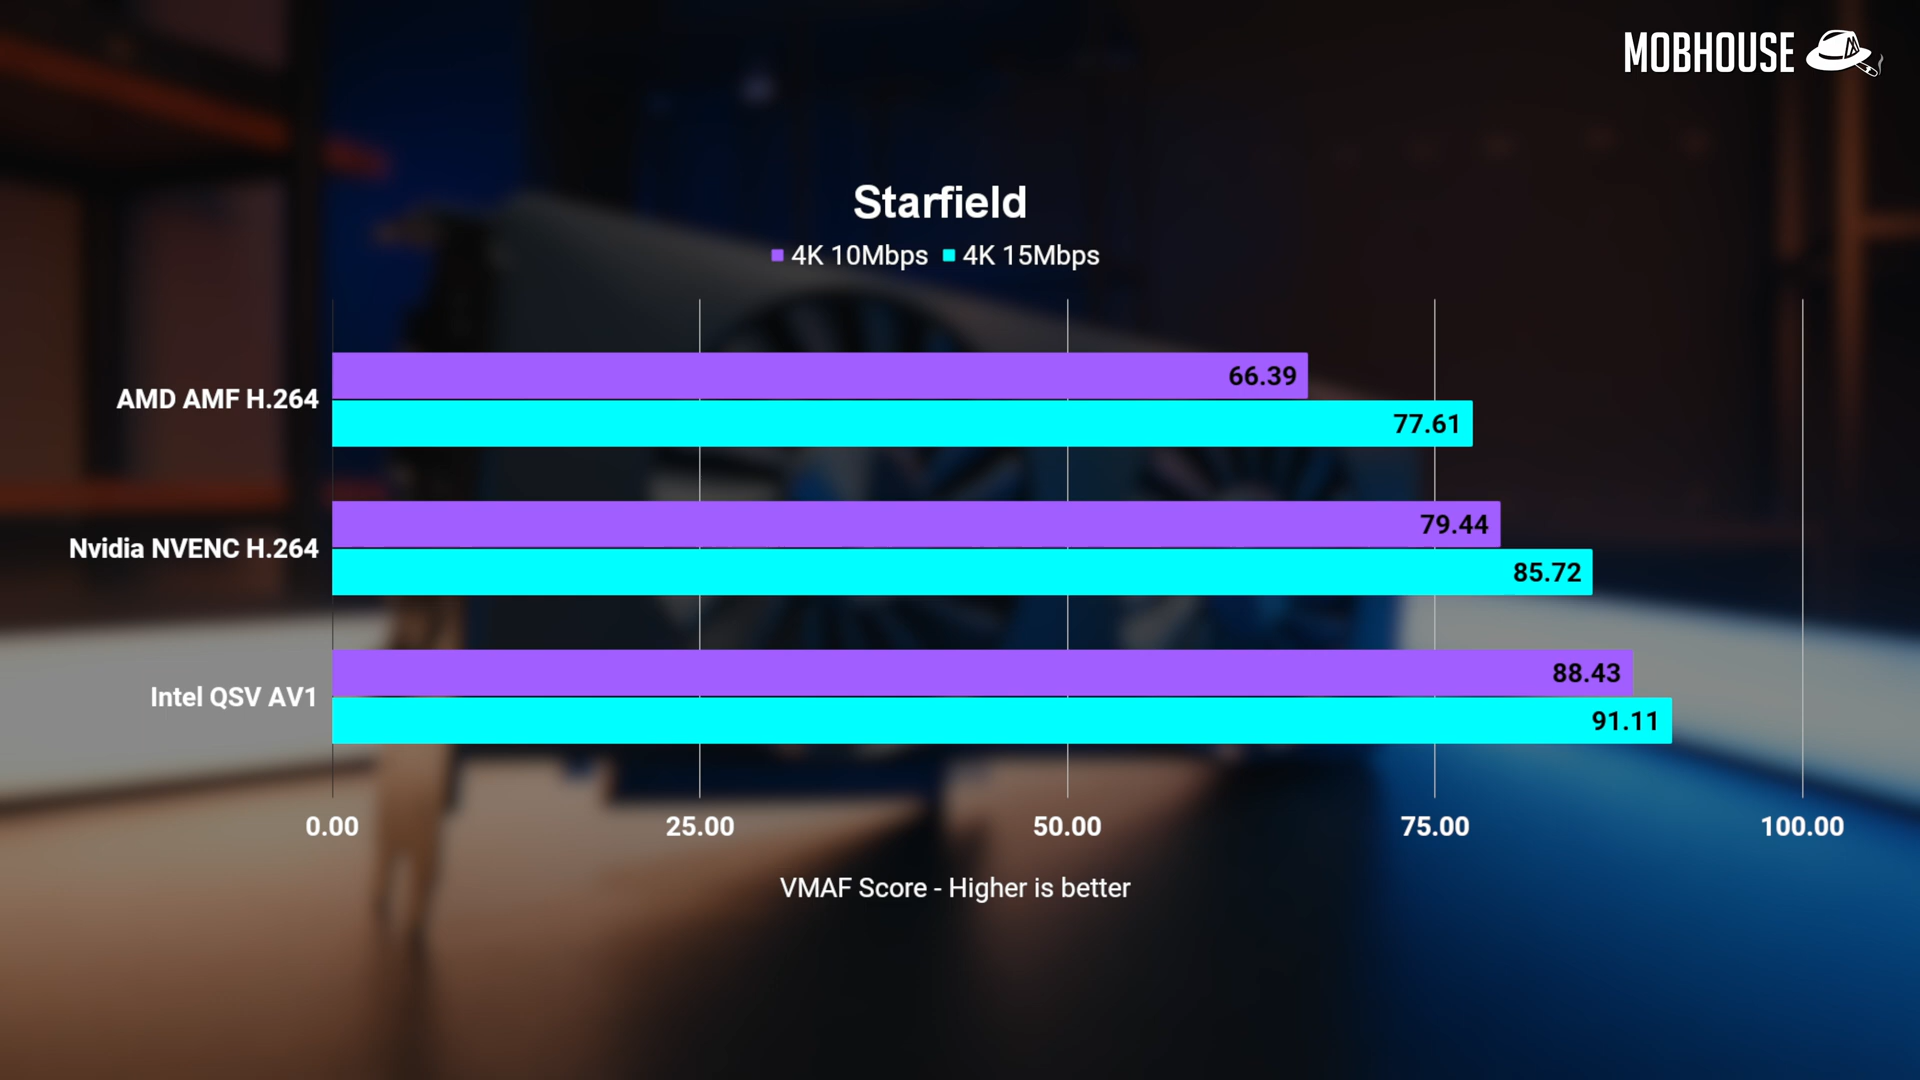 MOBHOUSE
Starfield
4K 10Mbps 4K 15Mbps
AMD AMF H.264
66.39
77.61
Nvidia NVENC H.264
79.44
85.72
Intel QSV AV1
88.43
91.11
0.00 25.00 50.00 75.00 100.00
VMAF Score - Higher is better